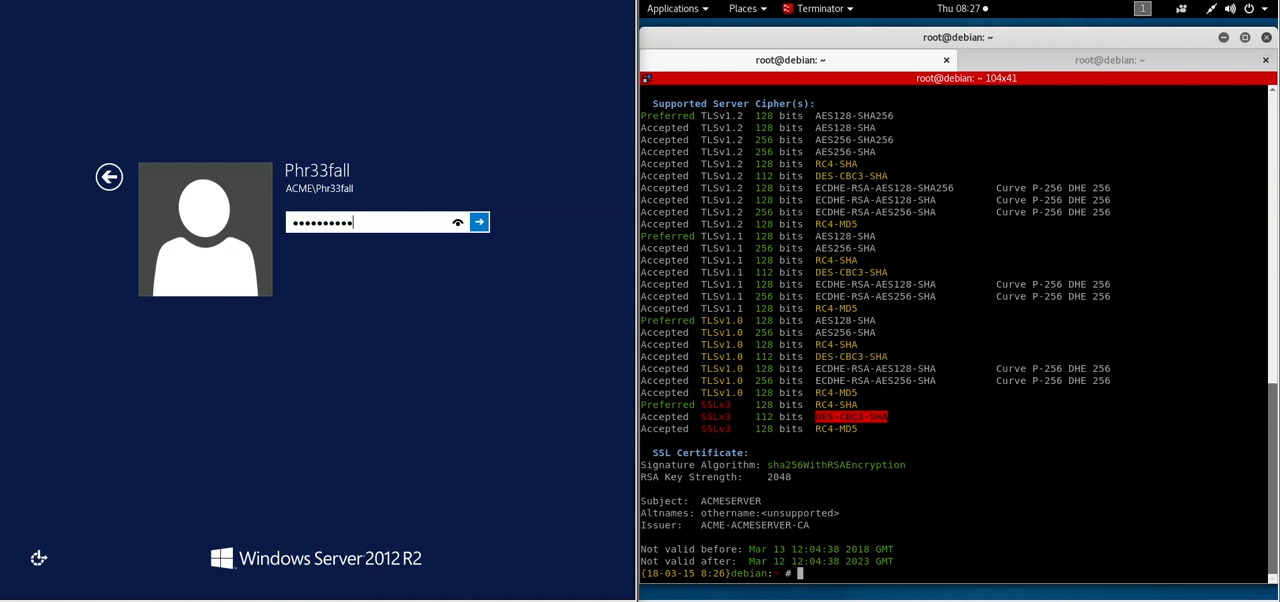 Phr33fall
ACME\Phr33fall
Windows Server 2012 R2
Applications Places Terminator Thu 08:27 1
root@debian: ~
root@debian: ~ root@debian: ~
root@debian: ~ 104x41
Supported Server Cipher(s):
Preferred TLSv1.2 128 bits AES128-SHA256
Accepted TLSv1.2 128 bits AES128-SHA
Accepted TLSv1.2 256 bits AES256-SHA256
Accepted TLSv1.2 256 bits AES256-SHA
Accepted TLSv1.2 128 bits RC4-SHA
Accepted TLSv1.2 112 bits DES-CBC3-SHA
Accepted TLSv1.2 128 bits ECDHE-RSA-AES128-SHA256 Curve P-256 DHE 256
Accepted TLSv1.2 128 bits ECDHE-RSA-AES128-SHA Curve P-256 DHE 256
Accepted TLSv1.2 256 bits ECDHE-RSA-AES256-SHA Curve P-256 DHE 256
Accepted TLSv1.2 128 bits RC4-MD5
Preferred TLSv1.1 128 bits AES128-SHA
Accepted TLSv1.1 256 bits AES256-SHA
Accepted TLSv1.1 128 bits RC4-SHA
Accepted TLSv1.1 112 bits DES-CBC3-SHA
Accepted TLSv1.1 128 bits ECDHE-RSA-AES128-SHA Curve P-256 DHE 256
Accepted TLSv1.1 256 bits ECDHE-RSA-AES256-SHA Curve P-256 DHE 256
Accepted TLSv1.1 128 bits RC4-MD5
Preferred TLSv1.0 128 bits AES128-SHA
Accepted TLSv1.0 256 bits AES256-SHA
Accepted TLSv1.0 128 bits RC4-SHA
Accepted TLSv1.0 112 bits DES-CBC3-SHA
Accepted TLSv1.0 128 bits ECDHE-RSA-AES128-SHA Curve P-256 DHE 256
Accepted TLSv1.0 256 bits ECDHE-RSA-AES256-SHA Curve P-256 DHE 256
Accepted TLSv1.0 128 bits RC4-MD5
Preferred SSLv3 128 bits RC4-SHA
Accepted SSLv3 112 bits DES-CBC3-SHA
Accepted SSLv3 128 bits RC4-MD5
SSL Certificate:
Signature Algorithm: sha256WithRSAEncryption
RSA Key Strength: 2048
Subject: ACMESERVER
Altnames: othername:<unsupported>
Issuer: ACME-ACMESERVER-CA
Not valid before: Mar 13 12:04:38 2018 GMT
Not valid after: Mar 12 12:04:38 2023 GMT
{18-03-15 8:26}debian:~ #